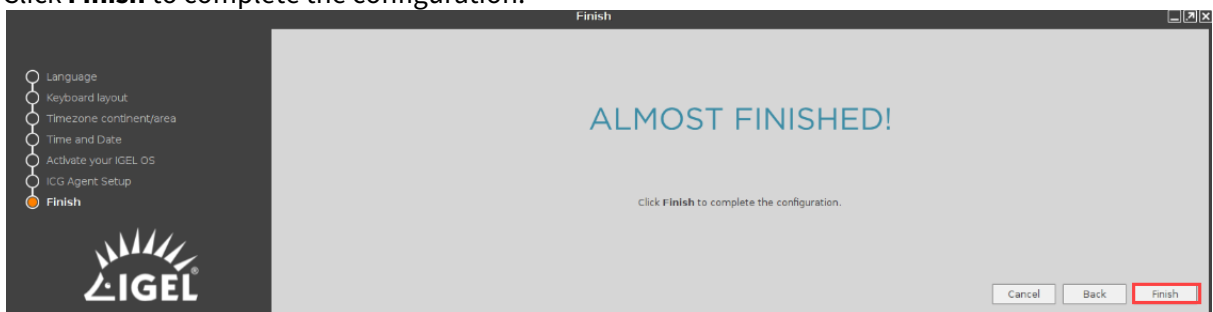 Click Finish to complete the configuration.
Finish
Language
Keyboard layout
Timezone continent/area
Time and Date
Activate your IGEL OS
ICG Agent Setup
Finish
ALMOST FINISHED!
Click Finish to complete the configuration.
IGEL®
Cancel
Back
Finish